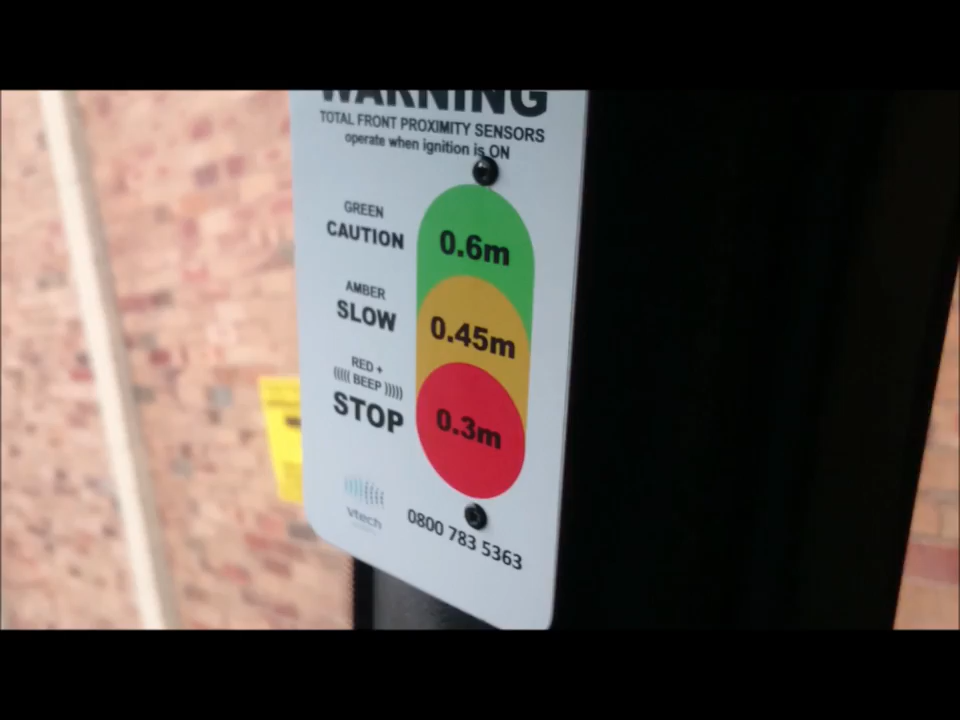 WARNING
TOTAL FRONT PROXIMITY SENSORS
operate when ignition is ON
GREEN
CAUTION
0.6m
AMBER
SLOW
0.45m
RED +
((((( BEEP )))))
STOP
0.3m
vtech
0800 783 5363